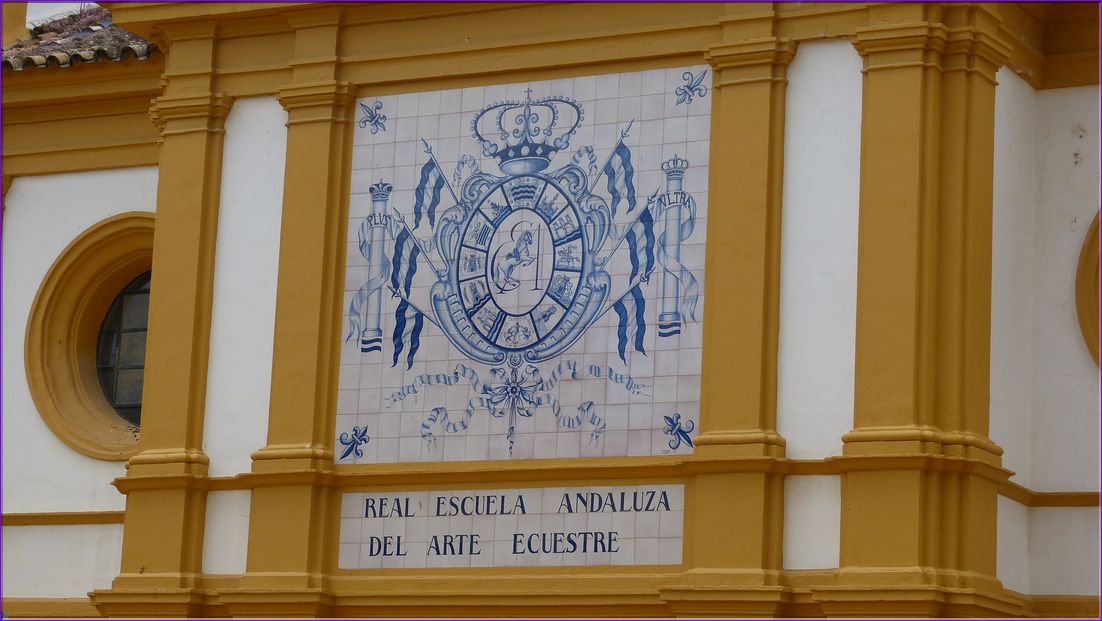 PLVS
VLTRA
REAL ESCUELA ANDALUZA
DEL ARTE ECUESTRE